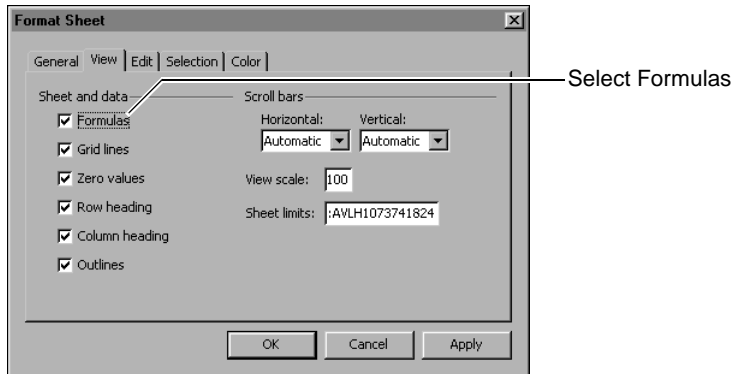 Format Sheet
General View Edit Selection Color
Select Formulas
Sheet and data
Formulas
Grid lines
Zero values
Row heading
Column heading
Outlines
Scroll bars
Horizontal: Vertical:
Automatic Automatic
View scale: 100
Sheet limits: :AVLH1073741824
OK Cancel Apply